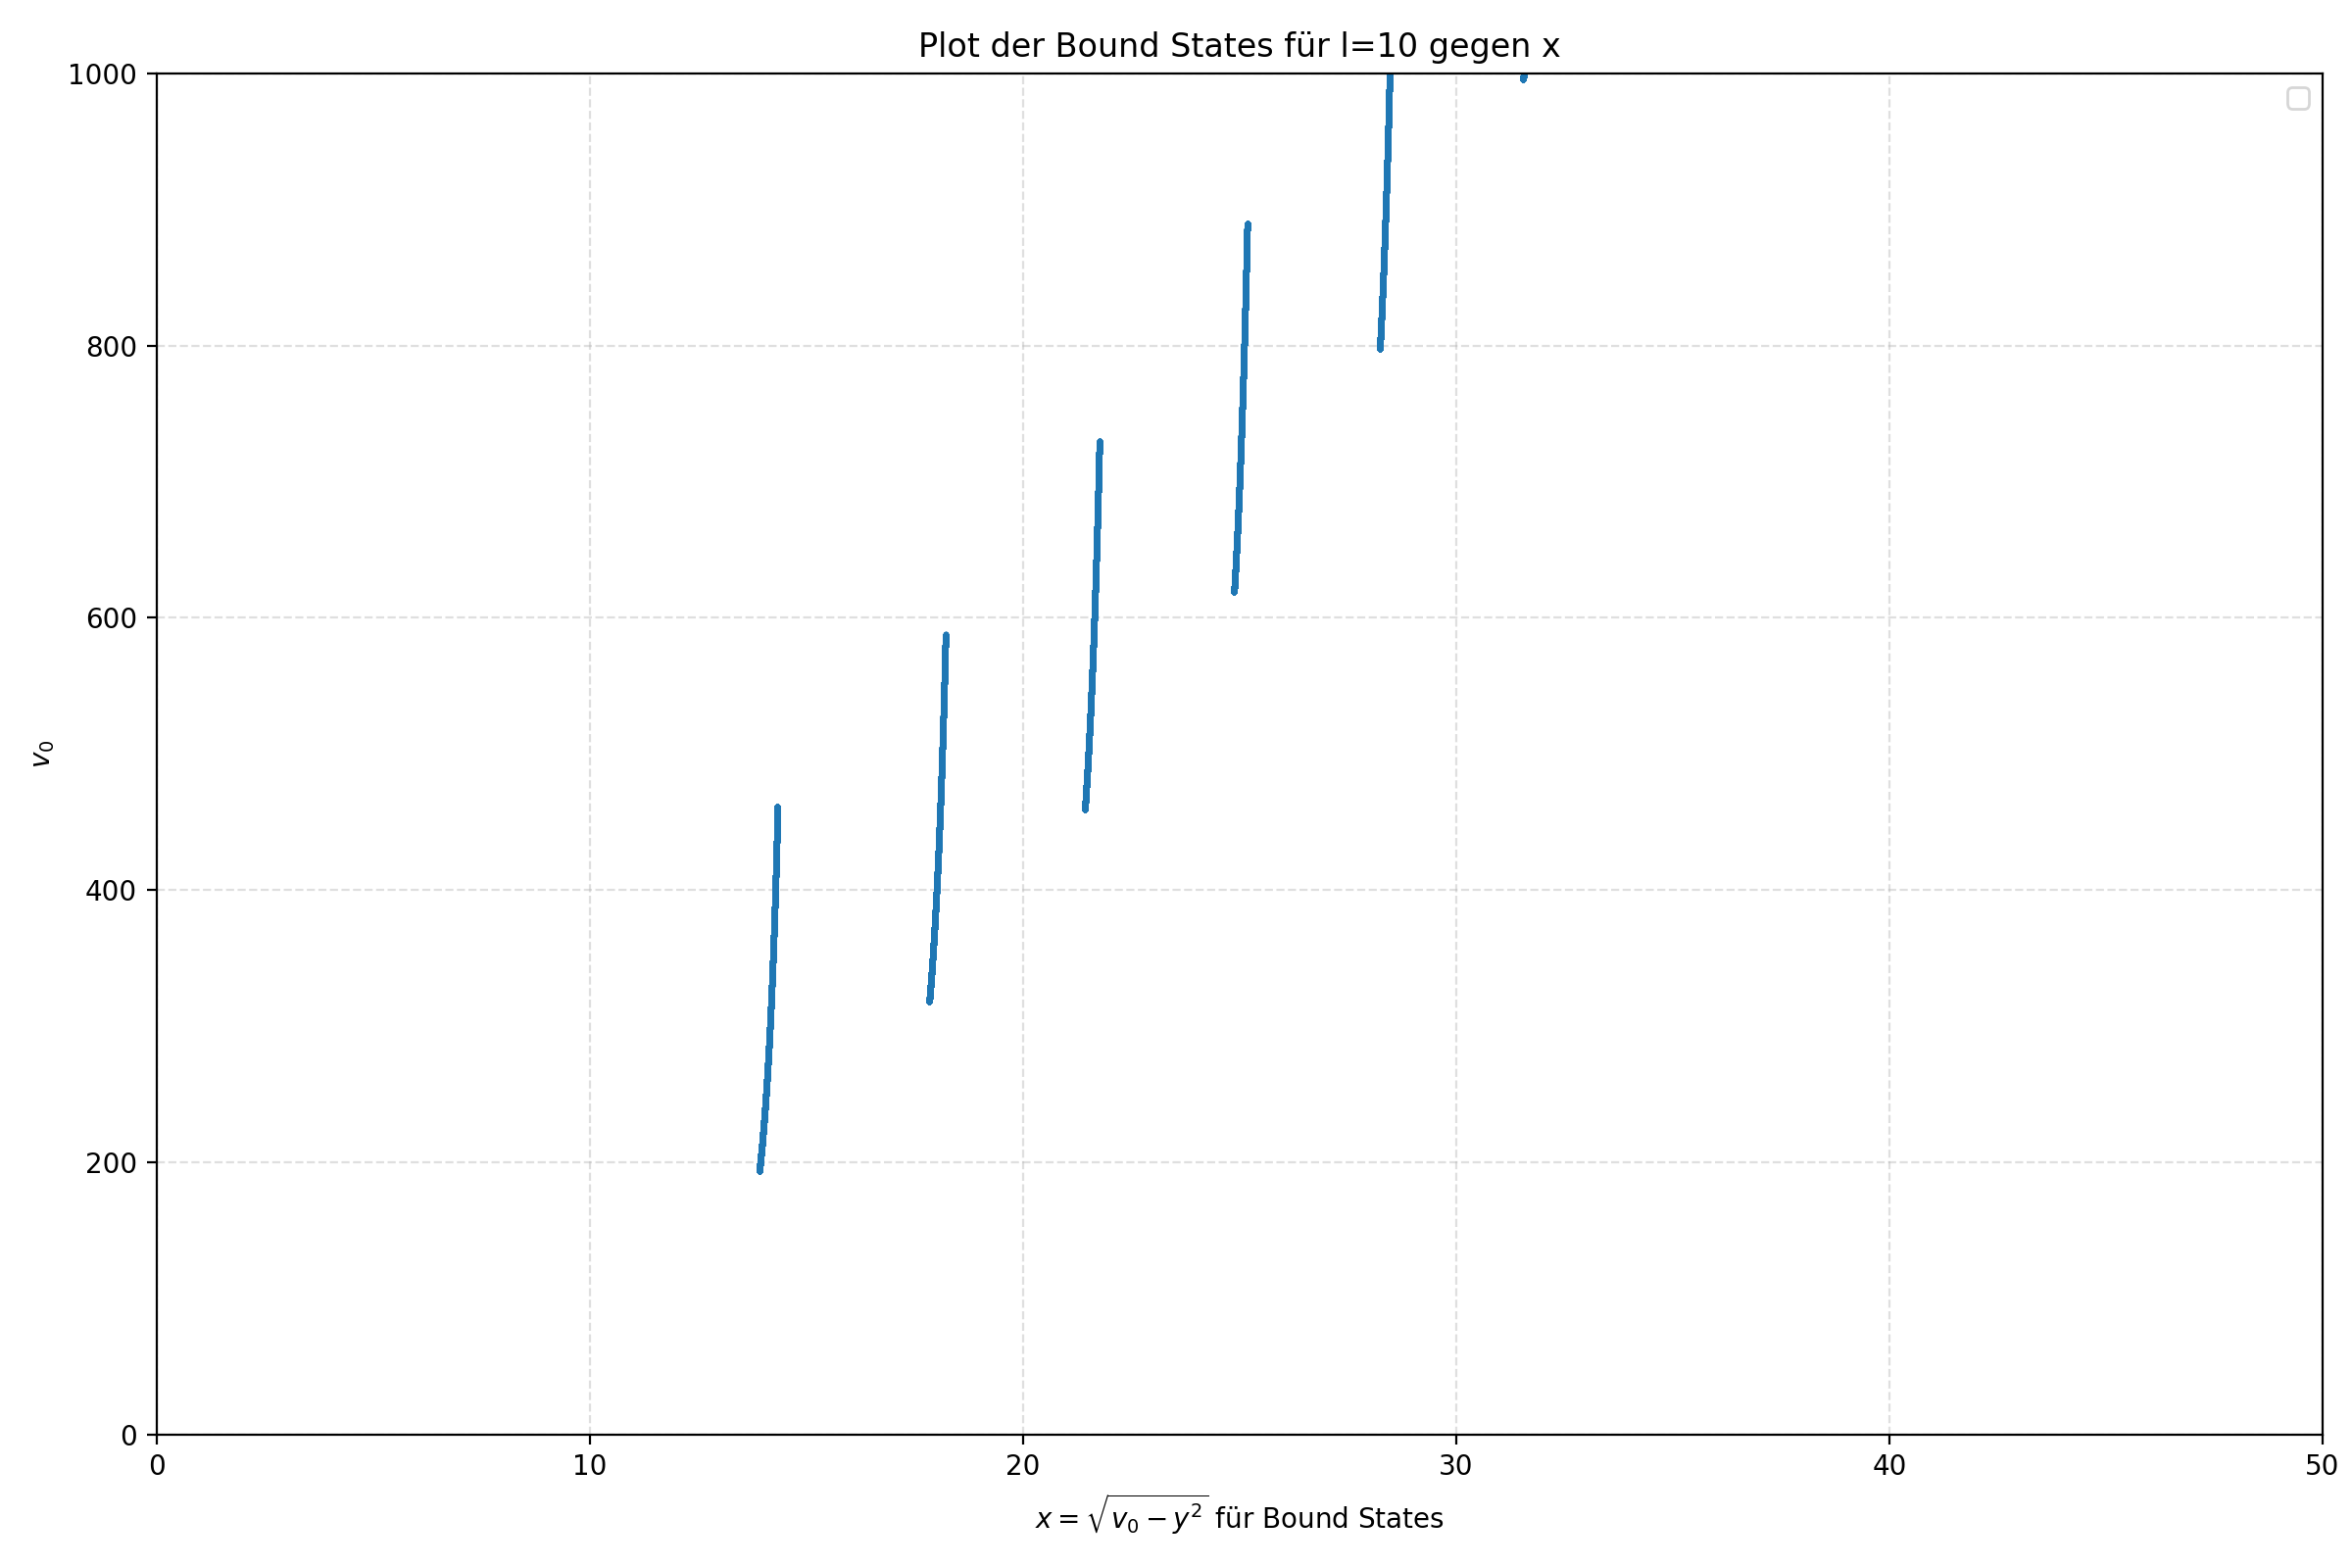 Plot der Bound States für l=10 gegen x
1000
800
600
400
200
0
v₀
0 10 20 30 40 50
x = √(v₀ − y²) für Bound States